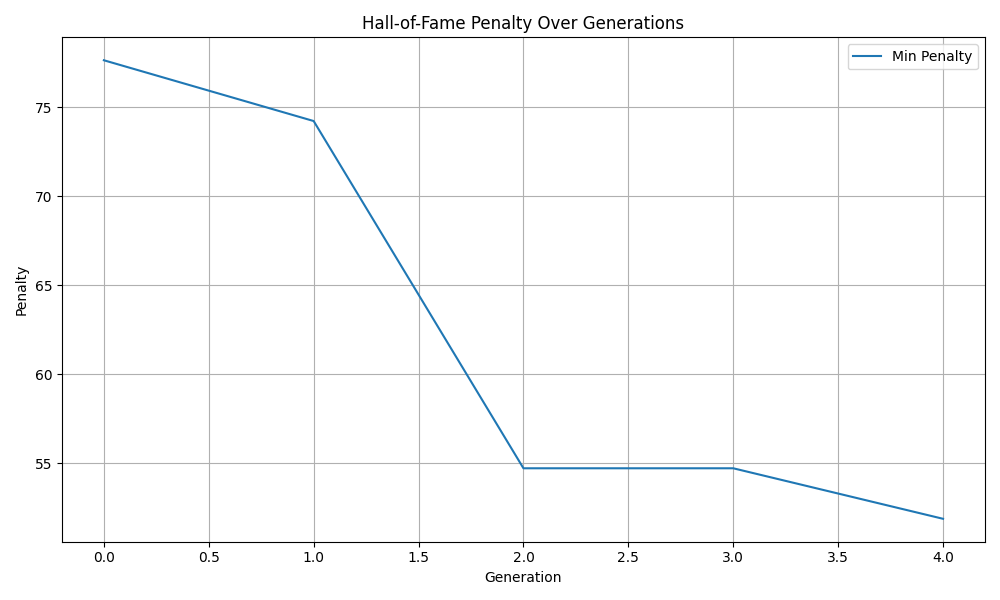 Hall-of-Fame Penalty Over Generations
Min Penalty
Penalty
75
70
65
60
55
0.0 0.5 1.0 1.5 2.0 2.5 3.0 3.5 4.0
Generation